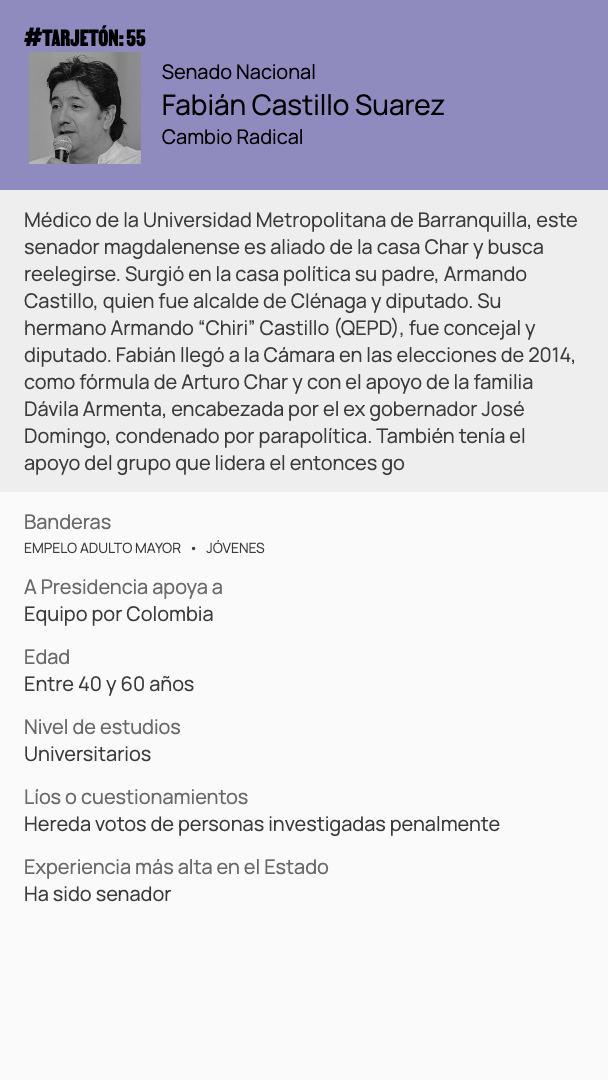 #TARJETÓN: 55
Senado Nacional
Fabián Castillo Suarez
Cambio Radical
Médico de la Universidad Metropolitana de Barranquilla, este
senador magdalenense es aliado de la casa Char y busca
reelegirse. Surgió en la casa política su padre, Armando
Castillo, quien fue alcalde de CIénaga y diputado. Su
hermano Armando “Chiri” Castillo (QEPD), fue concejal y
diputado. Fabián llegó a la Cámara en las elecciones de 2014,
como fórmula de Arturo Char y con el apoyo de la familia
Dávila Armenta, encabezada por el ex gobernador José
Domingo, condenado por parapolítica. También tenía el
apoyo del grupo que lidera el entonces go
Banderas
EMPELO ADULTO MAYOR • JÓVENES
A Presidencia apoya a
Equipo por Colombia
Edad
Entre 40 y 60 años
Nivel de estudios
Universitarios
Líos o cuestionamientos
Hereda votos de personas investigadas penalmente
Experiencia más alta en el Estado
Ha sido senador